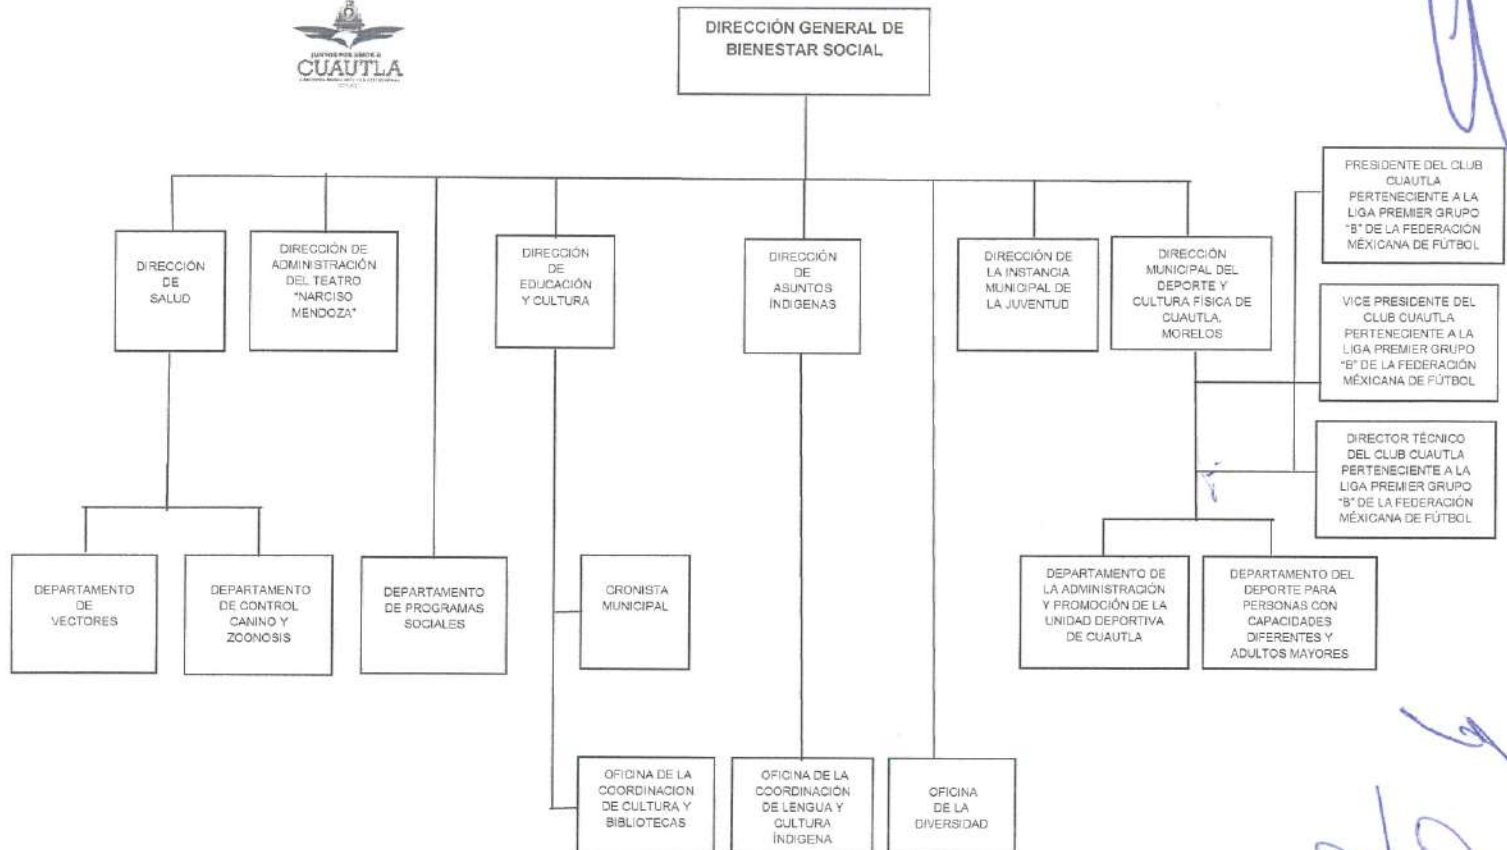 CUAUTLA
DIRECCIÓN GENERAL DE
BIENESTAR SOCIAL
PRESIDENTE DEL CLUB
CUAUTLA
PERTENECIENTE A LA
LIGA PREMIER GRUPO
"B" DE LA FEDERACIÓN
MÉXICANA DE FÚTBOL
DIRECCIÓN
DE
SALUD
DIRECCIÓN DE
ADMINISTRACIÓN
DEL TEATRO
"NARCISO
MENDOZA"
DIRECCIÓN
DE
EDUCACIÓN
Y CULTURA
DIRECCIÓN
DE
ASUNTOS
ÍNDIGENAS
DIRECCIÓN DE
LA INSTANCIA
MUNICIPAL DE
LA JUVENTUD
DIRECCIÓN
MUNICIPAL DEL
DEPORTE Y
CULTURA FÍSICA DE
CUAUTLA,
MORELOS
VICE PRESIDENTE DEL
CLUB CUAUTLA
PERTENECIENTE A LA
LIGA PREMIER GRUPO
"B" DE LA FEDERACIÓN
MÉXICANA DE FÚTBOL
DIRECTOR TÉCNICO
DEL CLUB CUAUTLA
PERTENECIENTE A LA
LIGA PREMIER GRUPO
"B" DE LA FEDERACIÓN
MÉXICANA DE FÚTBOL
DEPARTAMENTO
DE
VECTORES
DEPARTAMENTO
DE CONTROL
CANINO Y
ZOONOSIS
DEPARTAMENTO
DE PROGRAMAS
SOCIALES
CRONISTA
MUNICIPAL
DEPARTAMENTO DE
LA ADMINISTRACIÓN
Y PROMOCIÓN DE LA
UNIDAD DEPORTIVA
DE CUAUTLA
DEPARTAMENTO DEL
DEPORTE PARA
PERSONAS CON
CAPACIDADES
DIFERENTES Y
ADULTOS MAYORES
OFICINA DE LA
COORDINACION
DE CULTURA Y
BIBLIOTECAS
OFICINA DE LA
COORDINACIÓN
DE LENGUA Y
CULTURA
ÍNDIGENA
OFICINA
DE LA
DIVERSIDAD